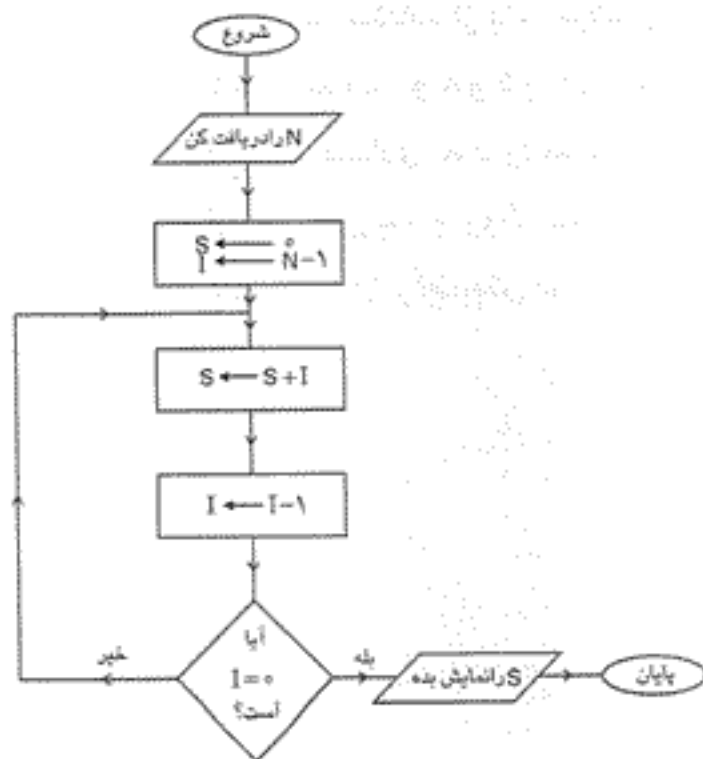 شروع
N را دریافت کن
S ← ۰
I ← N-۱
S ← S+I
I ← I-۱
آیا
I=۰
است؟
خیر
بله
S را نمایش بده
پایان